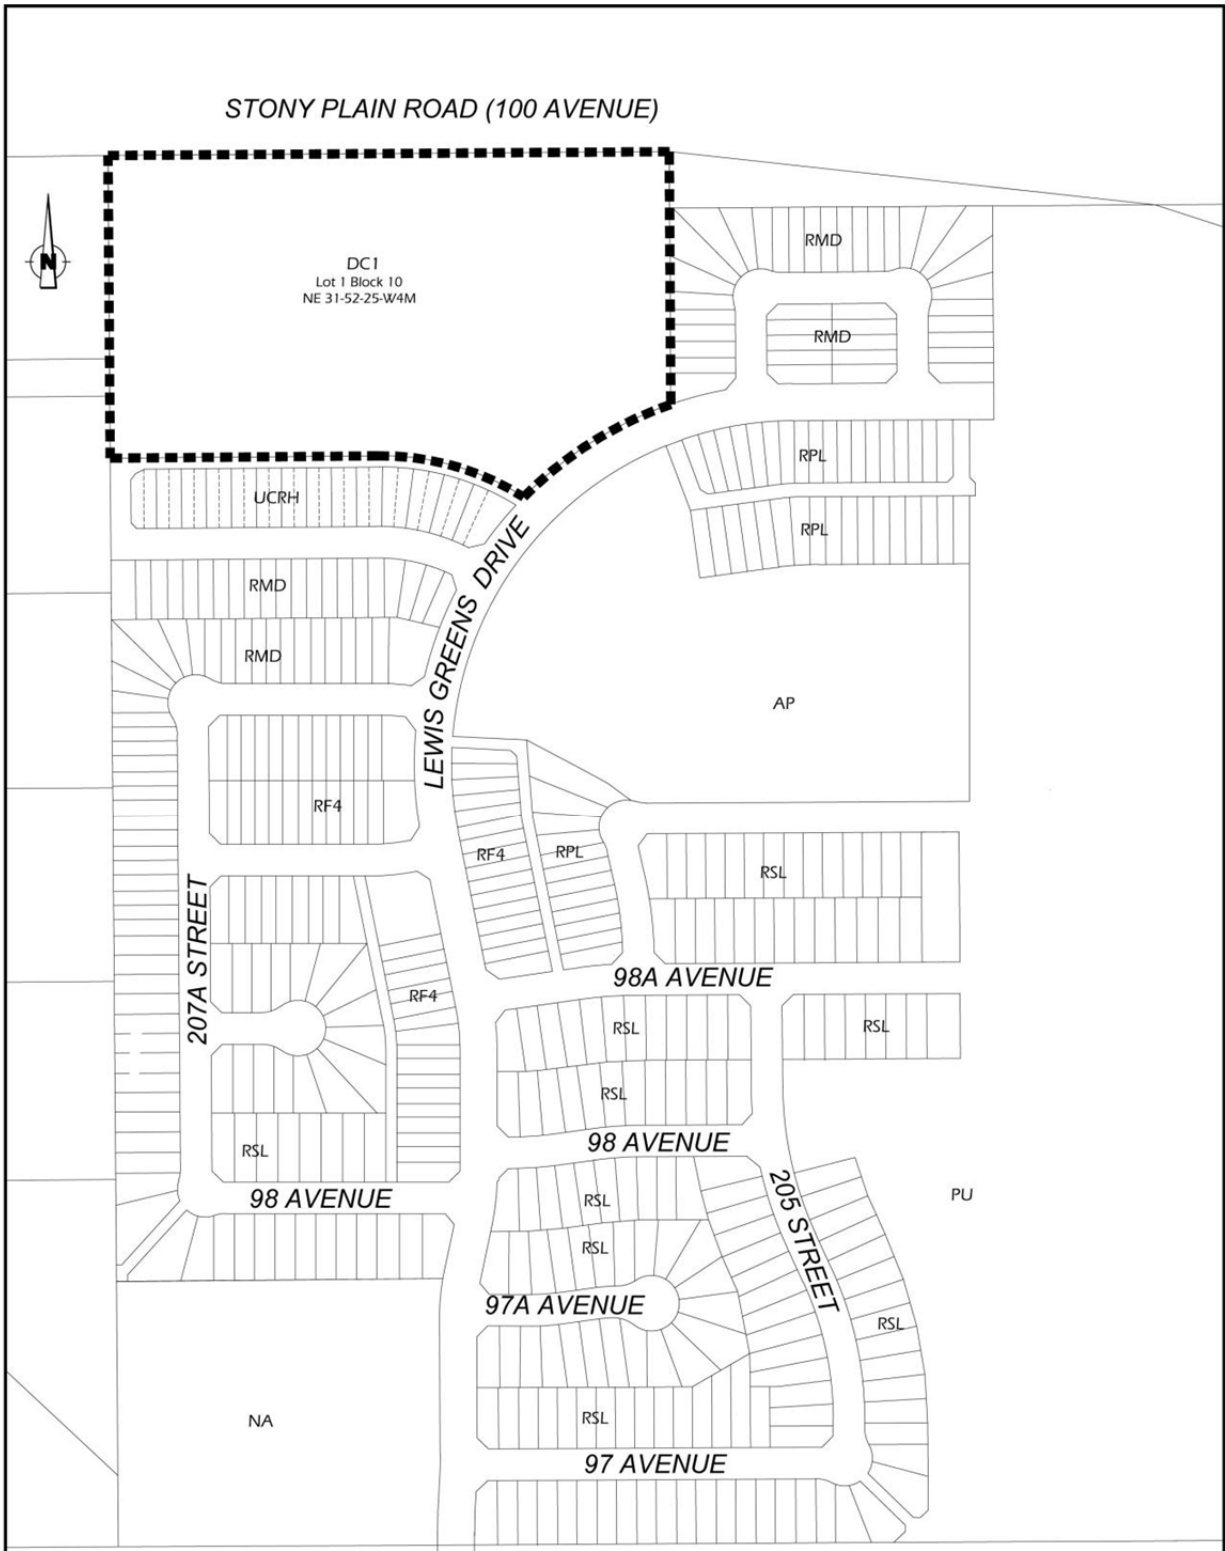 STONY PLAIN ROAD (100 AVENUE)
N
DC1
Lot 1 Block 10
NE 31-52-25-W4M
RMD
RMD
RPL
UCRH
RPL
LEWIS GREENS DRIVE
RMD
RMD
AP
RF4
RF4
RPL
RSL
207A STREET
98A AVENUE
RF4
RSL
RSL
RSL
98 AVENUE
RSL
98 AVENUE
RSL
205 STREET
PU
RSL
97A AVENUE
RSL
NA
RSL
97 AVENUE